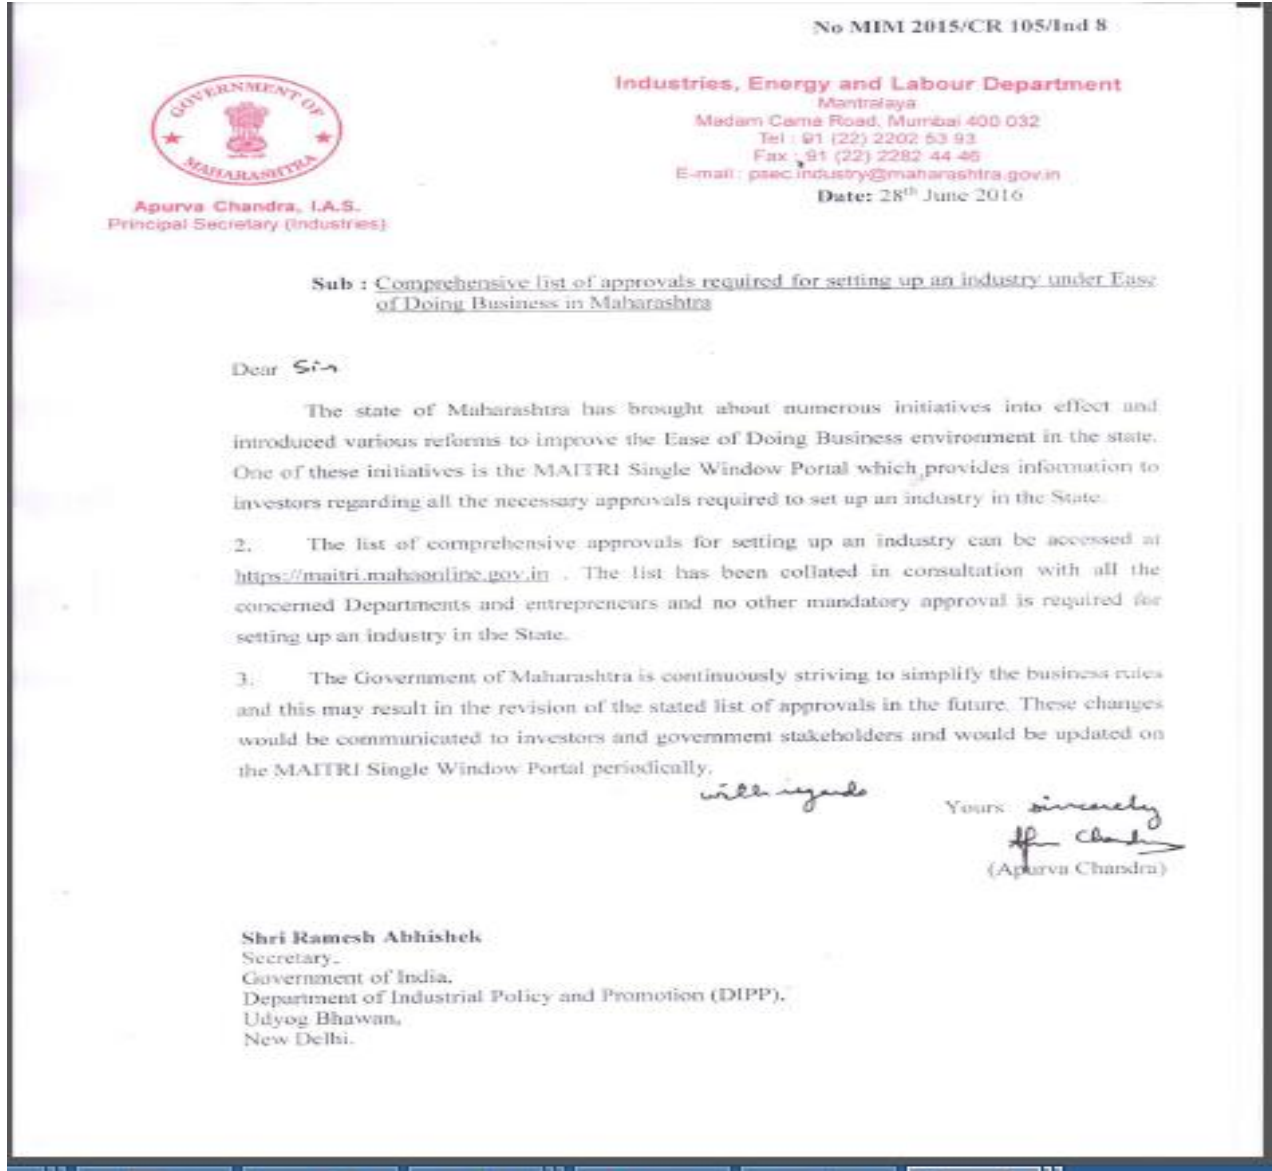 No MIM 2015/CR 105/Ind 8
GOVERNMENT OF
MAHARASHTRA
Industries, Energy and Labour Department
Mantralaya
Madam Cama Road, Mumbai 400 032
Tel : 91 (22) 2202 53 93
Fax : 91 (22) 2282 44 46
E-mail : psec.industry@maharashtra.gov.in
Date: 28th June 2016
Apurva Chandra, I.A.S.
Principal Secretary (Industries)
Sub : Comprehensive list of approvals required for setting up an industry under Ease
of Doing Business in Maharashtra
Dear Sir
The state of Maharashtra has brought about numerous initiatives into effect and
introduced various reforms to improve the Ease of Doing Business environment in the state.
One of these initiatives is the MAITRI Single Window Portal which provides information to
investors regarding all the necessary approvals required to set up an industry in the State.
2. The list of comprehensive approvals for setting up an industry can be accessed at
https://maitri.mahaonline.gov.in . The list has been collated in consultation with all the
concerned Departments and entrepreneurs and no other mandatory approval is required for
setting up an industry in the State.
3. The Government of Maharashtra is continuously striving to simplify the business rules
and this may result in the revision of the stated list of approvals in the future. These changes
would be communicated to investors and government stakeholders and would be updated on
the MAITRI Single Window Portal periodically.
with regards
Yours sincerely
(Apurva Chandra)
Shri Ramesh Abhishek
Secretary,
Government of India,
Department of Industrial Policy and Promotion (DIPP),
Udyog Bhawan,
New Delhi.